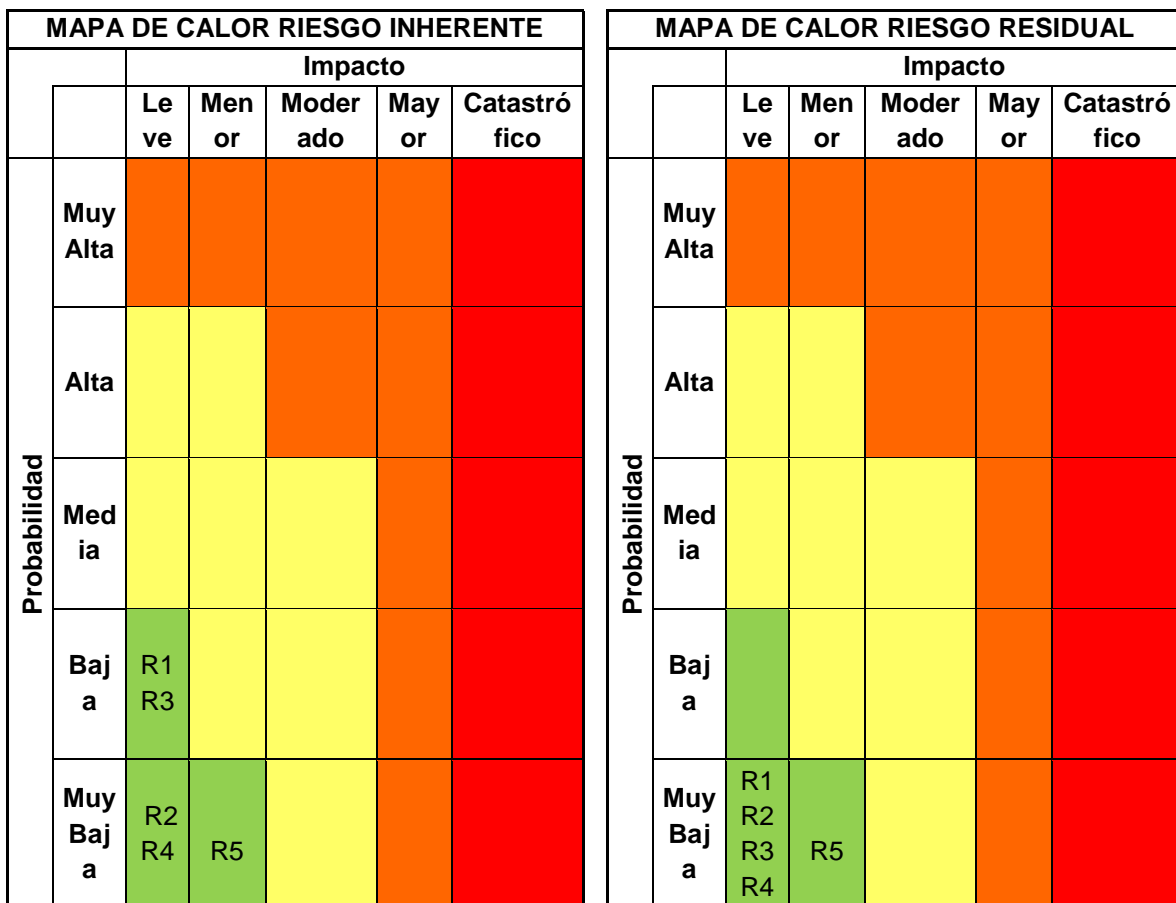 MAPA DE CALOR RIESGO INHERENTE
Impacto
Le
ve
Men
or
Moder
ado
May
or
Catastró
fico
Probabilidad
Muy
Alta
Alta
Med
ia
Baj
a
R1
R3
Muy
Baj
a
R2
R4
R5
MAPA DE CALOR RIESGO RESIDUAL
Impacto
Le
ve
Men
or
Moder
ado
May
or
Catastró
fico
Probabilidad
Muy
Alta
Alta
Med
ia
Baj
a
Muy
Baj
a
R1
R2
R3
R4
R5